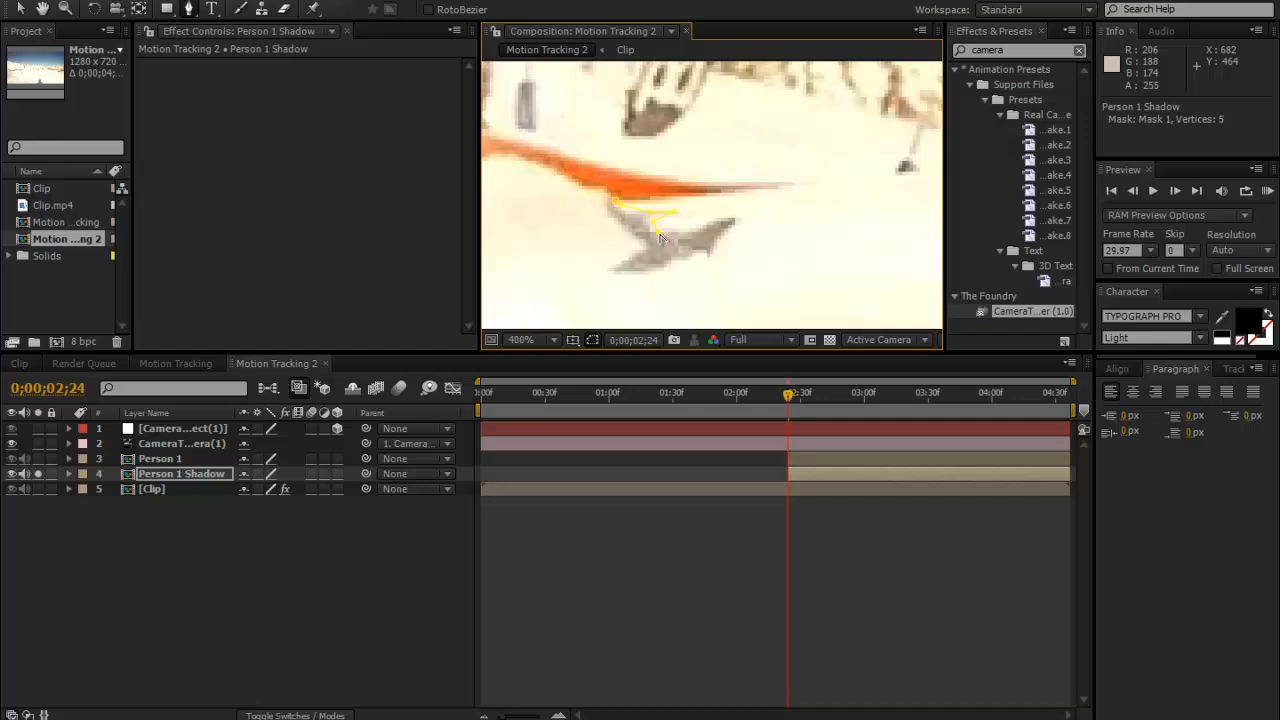 RotoBezier
Workspace: Standard
Search Help
Project
Effect Controls: Person 1 Shadow
Composition: Motion Tracking 2
Effects & Presets
Info
Audio
Motion ...
1280 x 720
Δ 0;00;04;...
Motion Tracking 2 • Person 1 Shadow
Motion Tracking 2
Clip
camera
R : 206
G : 188
B : 174
A : 255
X : 682
Y : 464
Person 1 Shadow
Mask: Mask 1, Vertices: 5
* Animation Presets
Support Files
Presets
Real Ca...e
...ake.1
...ake.2
...ake.3
...ake.4
...ake.5
...ake.6
...ake.7
...ake.8
Text
3D Text
...ra
The Foundry
CameraT...er (1.0)
Name
Clip
Clip.mp4
Motion ...cking
Motion ...ng 2
Solids
8 bpc
400%
0;00;02;24
Full
Active Camera
Preview
RAM Preview Options
Frame Rate
Skip
Resolution
29.97
0
Auto
From Current Time
Full Screen
Character
TYPOGRAPH PRO
Light
Paragraph
Align
Tracl
0 px
0 px
0 px
0 px
0 px
Clip
Render Queue
Motion Tracking
Motion Tracking 2
0;00;02;24
:00f
00:30f
01:00f
01:30f
02:00f
02:30f
03:00f
03:30f
04:00f
04:30f
#
Layer Name
Parent
1
[Camera...ect(1)]
None
2
CameraT...era(1)
1. Camera...
3
Person 1
None
4
Person 1 Shadow
None
5
[Clip]
None
Toggle Switches / Modes